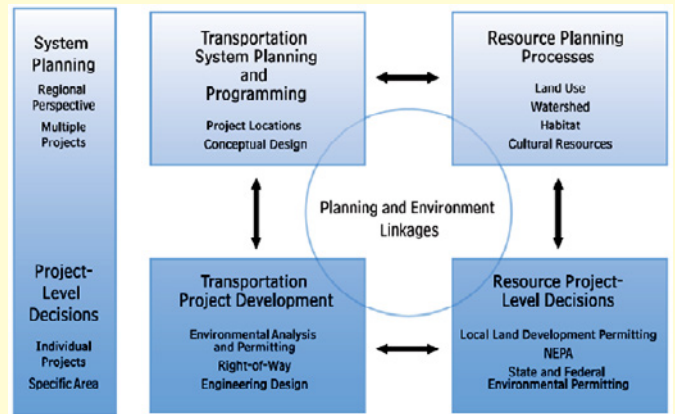 System
Planning
Regional
Perspective
Multiple
Projects
Project-
Level
Decisions
Individual
Projects
Specific Area
Transportation
System Planning
and
Programming
Project Locations
Conceptual Design
Resource Planning
Processes
Land Use
Watershed
Habitat
Cultural Resources
Planning and Environment
Linkages
Transportation
Project Development
Environmental Analysis
and Permitting
Right-of-Way
Engineering Design
Resource Project-
Level Decisions
Local Land Development Permitting
NEPA
State and Federal
Environmental Permitting